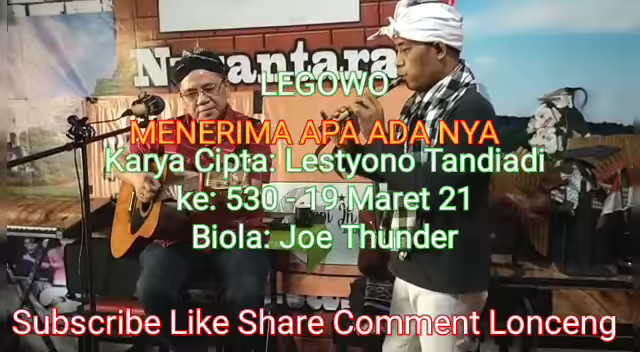 Nusantara
LEGOWO
MENERIMA APA ADA NYA
Karya Cipta: Lestyono Tandiadi
ke: 530 - 19 Maret 21
Biola: Joe Thunder
Subscribe Like Share Comment Lonceng